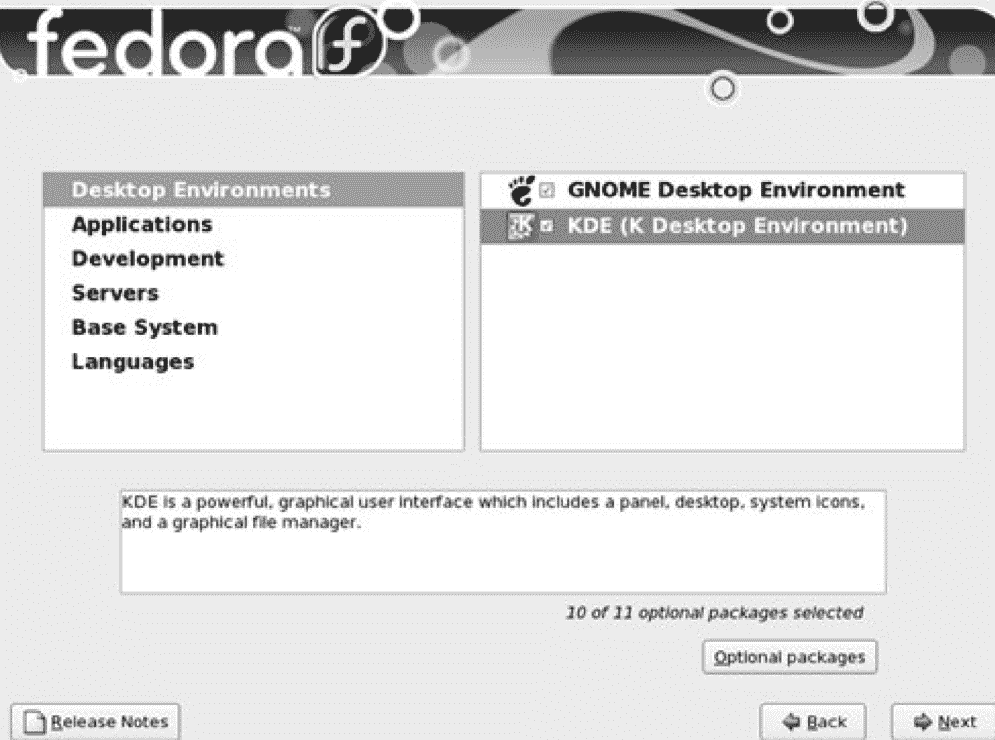 fedora
Desktop Environments
Applications
Development
Servers
Base System
Languages
GNOME Desktop Environment
KDE (K Desktop Environment)
KDE is a powerful, graphical user interface which includes a panel, desktop, system icons,
and a graphical file manager.
10 of 11 optional packages selected
Optional packages
Release Notes
Back
Next